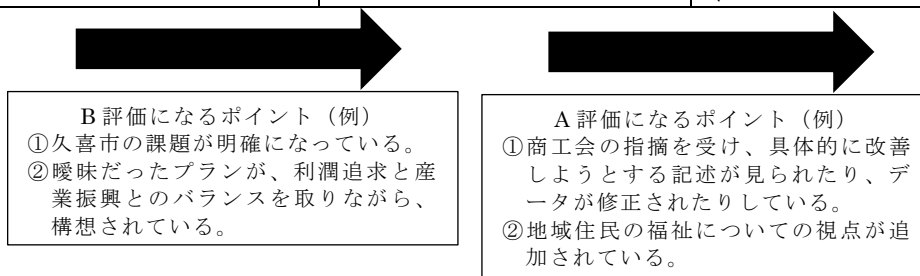 B評価になるポイント（例）
①久喜市の課題が明確になっている。
②曖昧だったプランが、利潤追求と産
業振興とのバランスを取りながら、
構想されている。
A評価になるポイント（例）
①商工会の指摘を受け、具体的に改善
しようとする記述が見られたり、デ
ータが修正されたりしている。
②地域住民の福祉についての視点が追
加されている。